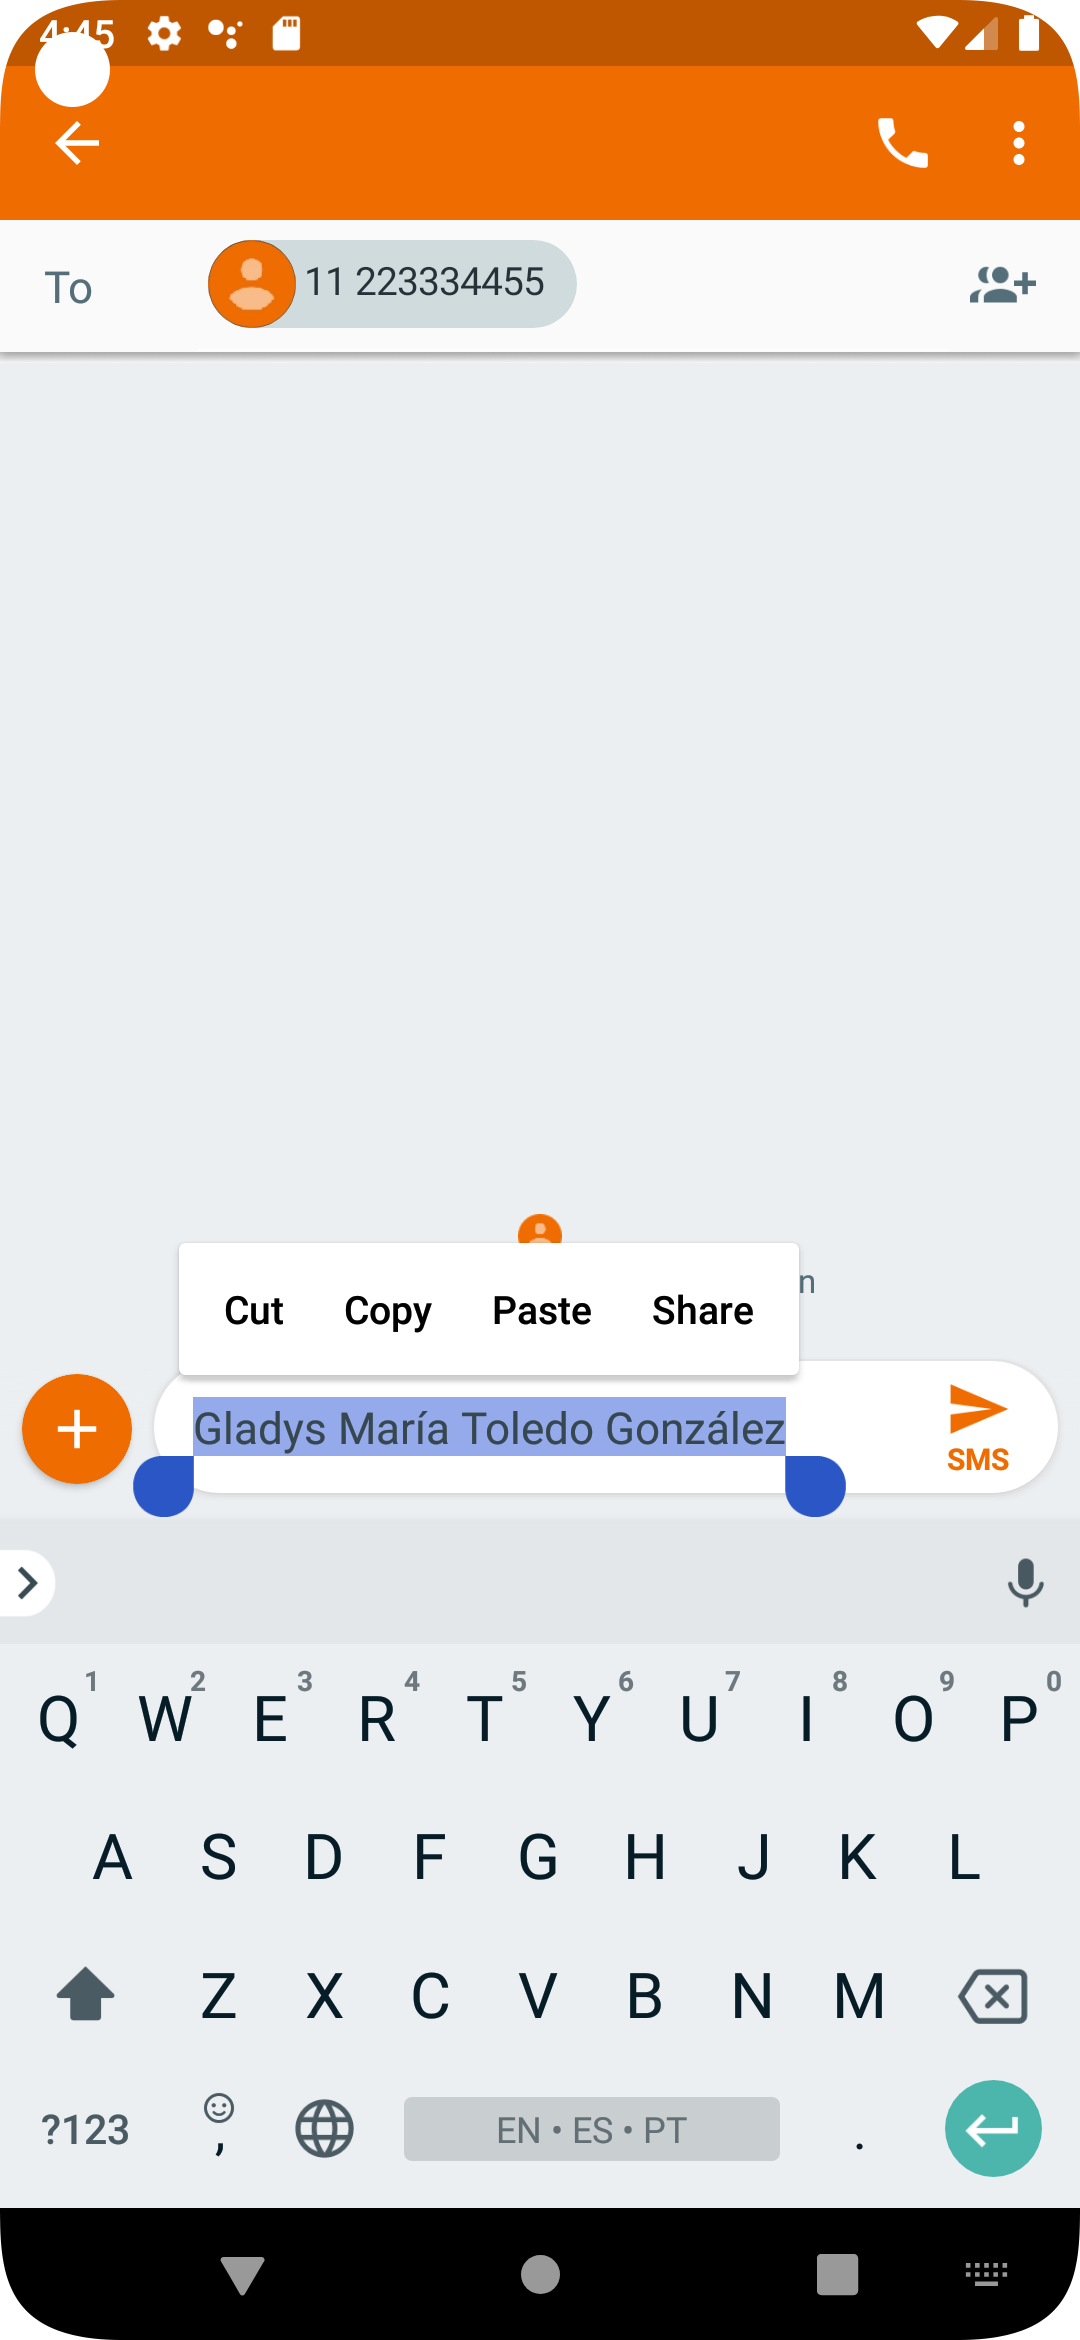 4:45
To 11 223334455
n
Cut Copy Paste Share
Gladys María Toledo González
SMS
1 2 3 4 5 6 7 8 9 0
Q W E R T Y U I O P
A S D F G H J K L
Z X C V B N M
?123 , EN • ES • PT .